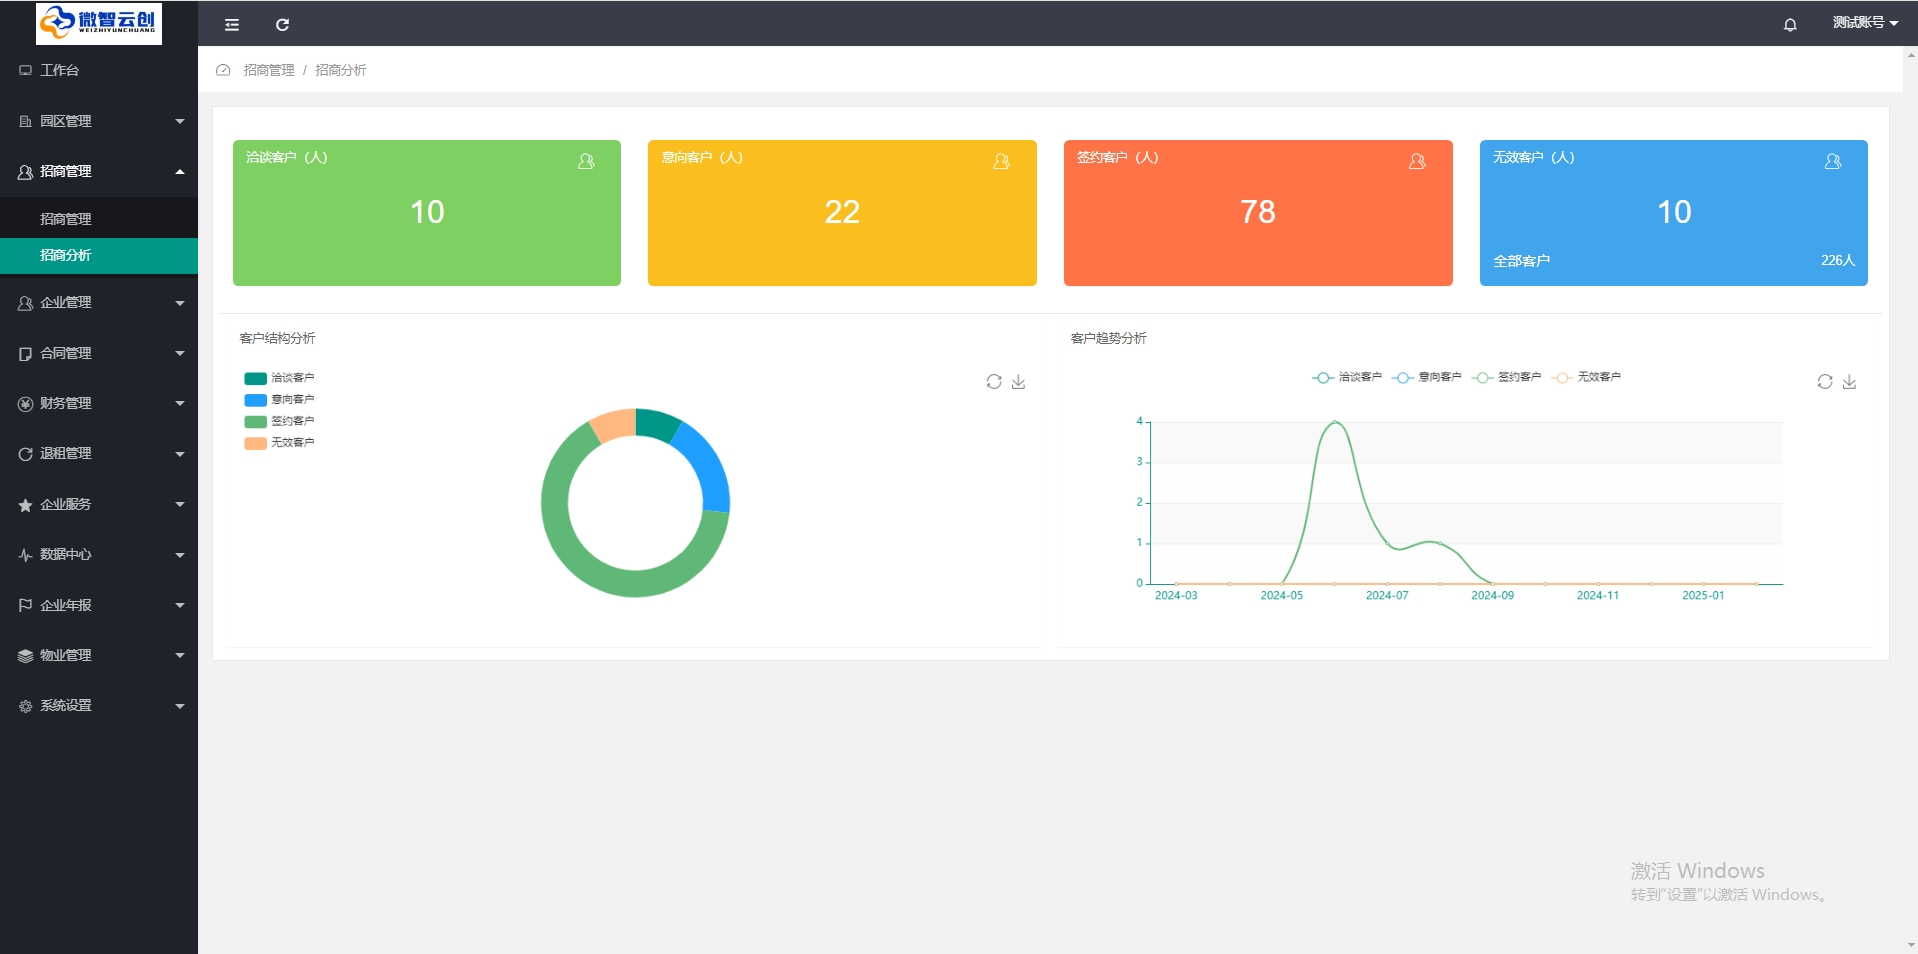 微智云创
WEIZHIYUNCHUANG
测试账号
工作台
园区管理
招商管理
招商管理
招商分析
企业管理
合同管理
财务管理
退租管理
企业服务
数据中心
企业年报
物业管理
系统设置
招商管理 / 招商分析
洽谈客户（人）
10
意向客户（人）
22
签约客户（人）
78
无效客户（人）
10
全部客户 226人
客户结构分析
洽谈客户
意向客户
签约客户
无效客户
客户趋势分析
洽谈客户 意向客户 签约客户 无效客户
4
3
2
1
0
2024-03 2024-05 2024-07 2024-09 2024-11 2025-01
激活 Windows
转到“设置”以激活 Windows。